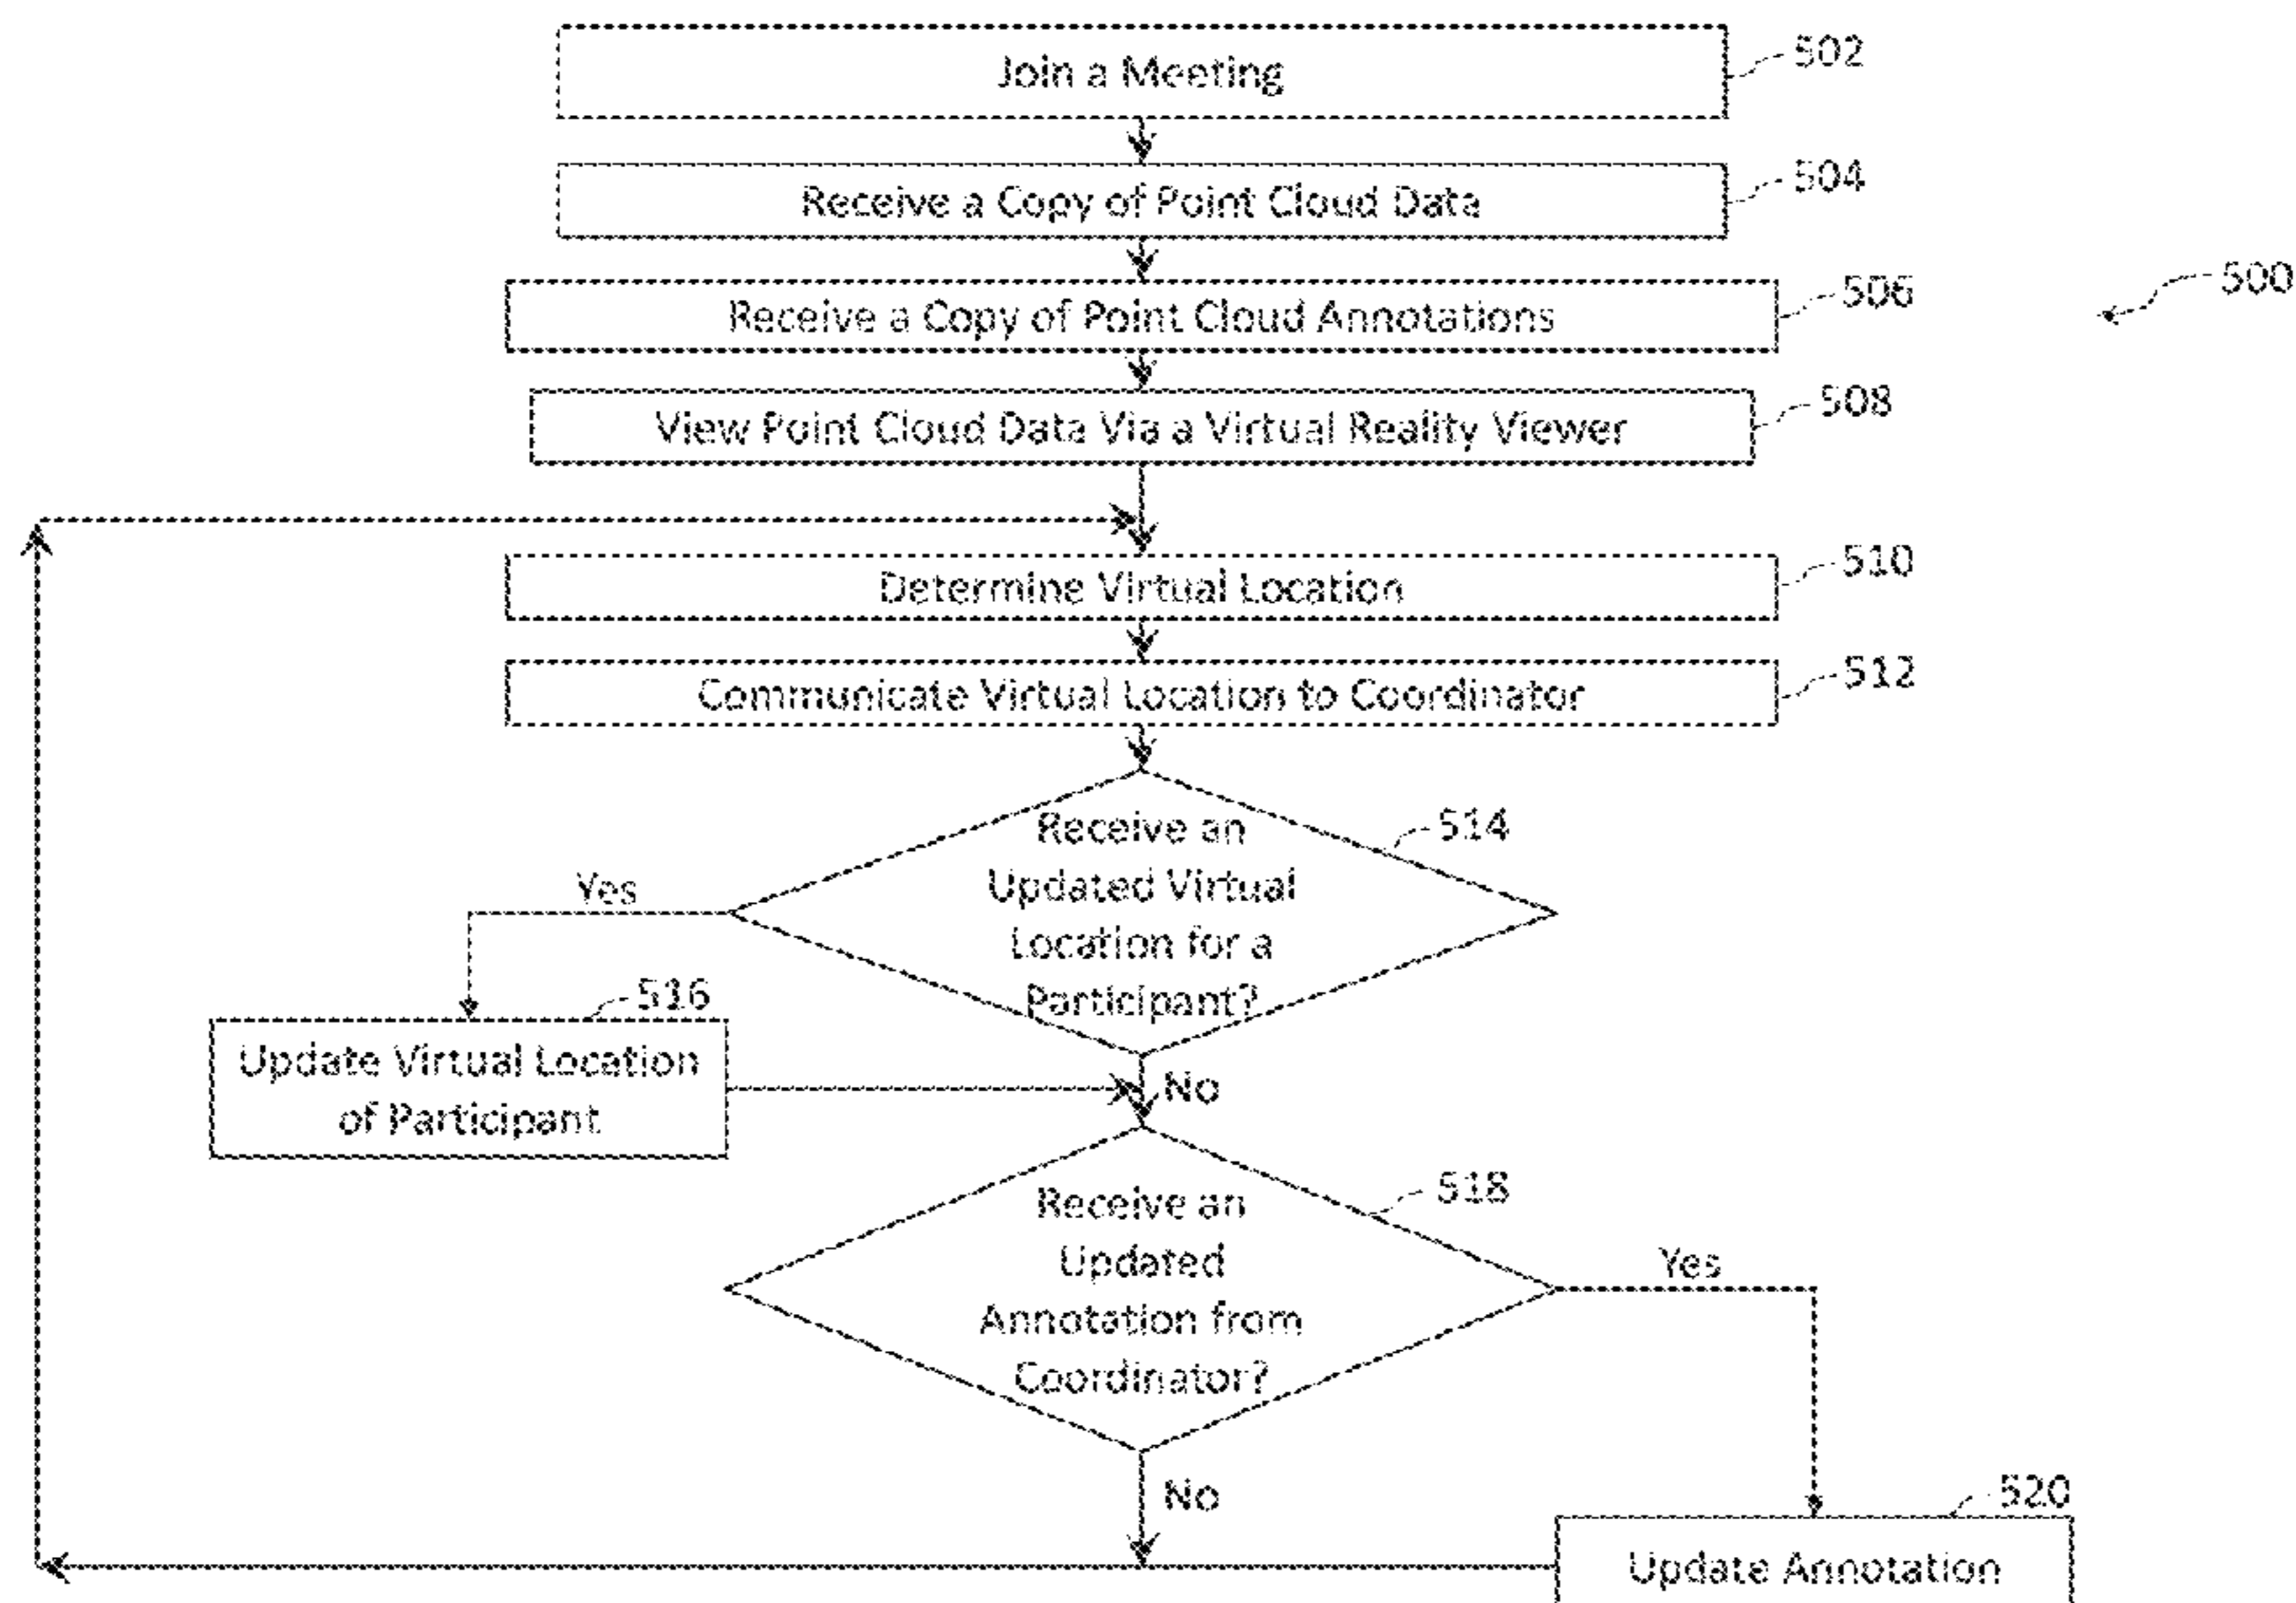 Join a Meeting
502
Receive a Copy of Point Cloud Data
504
Receive a Copy of Point Cloud Annotations
506
500
View Point Cloud Data Via a Virtual Reality Viewer
508
Determine Virtual Location
510
Communicate Virtual Location to Coordinator
512
Receive an
Updated Virtual
Location for a
Participant?
514
Yes
516
Update Virtual Location
of Participant
No
Receive an
Updated
Annotation from
Coordinator?
518
Yes
No
520
Update Annotation